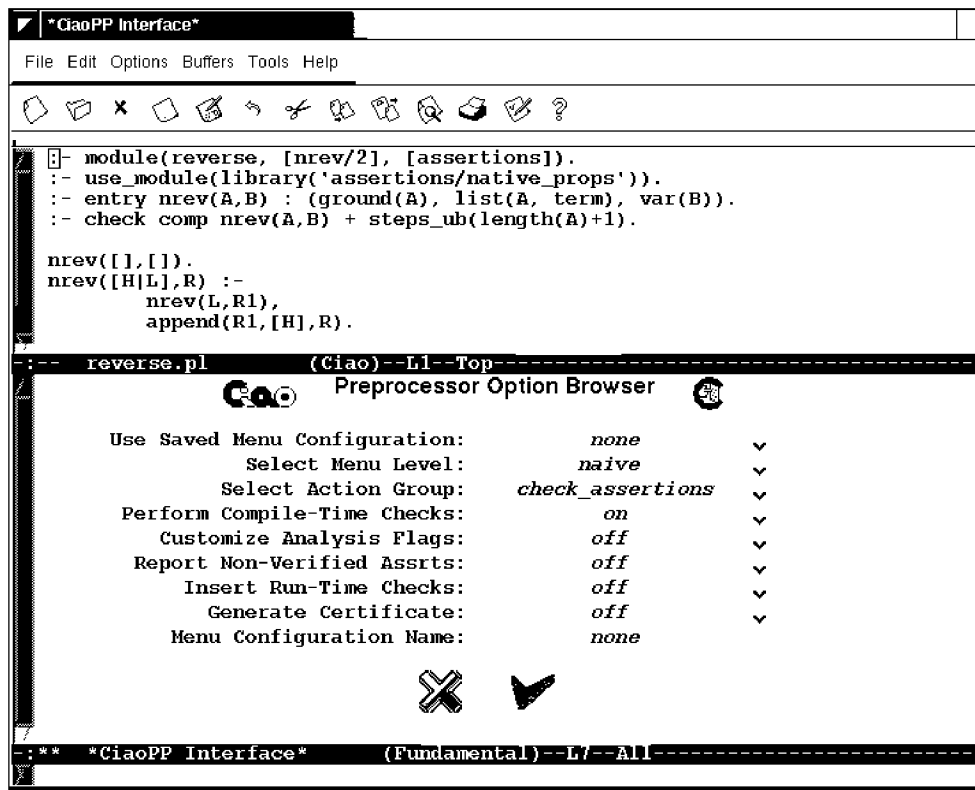 *CiaoPP Interface*
File Edit Options Buffers Tools Help
:- module(reverse, [nrev/2], [assertions]).
:- use_module(library('assertions/native_props')).
:- entry nrev(A,B) : (ground(A), list(A, term), var(B)).
:- check comp nrev(A,B) + steps_ub(length(A)+1).
nrev([],[]).
nrev([H|L],R) :-
nrev(L,R1),
append(R1,[H],R).
-:-- reverse.pl (Ciao)--L1--Top--------------------------------------
Ciao Preprocessor Option Browser
Use Saved Menu Configuration: none
Select Menu Level: naive
Select Action Group: check_assertions
Perform Compile-Time Checks: on
Customize Analysis Flags: off
Report Non-Verified Assrts: off
Insert Run-Time Checks: off
Generate Certificate: off
Menu Configuration Name: none
-:** *CiaoPP Interface* (Fundamental)--L7--All--------------------------